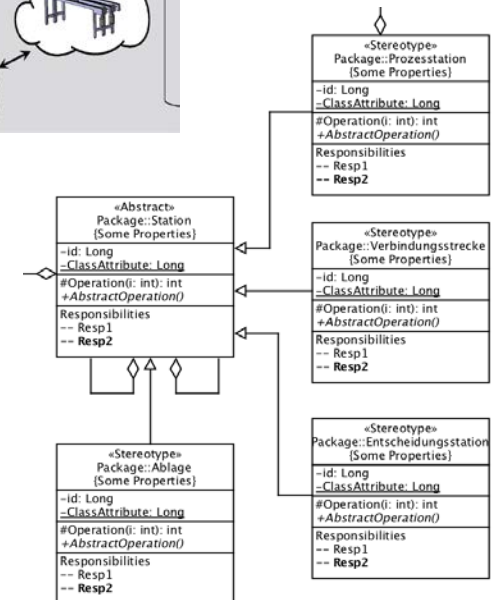 «Stereotype»
Package::Prozesstation
{Some Properties}
-id: Long
-ClassAttribute: Long
#Operation(i: int): int
+AbstractOperation()
Responsibilities
-- Resp1
-- Resp2
«Abstract»
Package::Station
{Some Properties}
-id: Long
-ClassAttribute: Long
#Operation(i: int): int
+AbstractOperation()
Responsibilities
-- Resp1
-- Resp2
«Stereotype»
Package::Verbindungsstrecke
{Some Properties}
-id: Long
-ClassAttribute: Long
#Operation(i: int): int
+AbstractOperation()
Responsibilities
-- Resp1
-- Resp2
«Stereotype»
Package::Entscheidungsstation
{Some Properties}
-id: Long
-ClassAttribute: Long
#Operation(i: int): int
+AbstractOperation()
Responsibilities
-- Resp1
-- Resp2
«Stereotype»
Package::Ablage
{Some Properties}
-id: Long
-ClassAttribute: Long
#Operation(i: int): int
+AbstractOperation()
Responsibilities
-- Resp1
-- Resp2